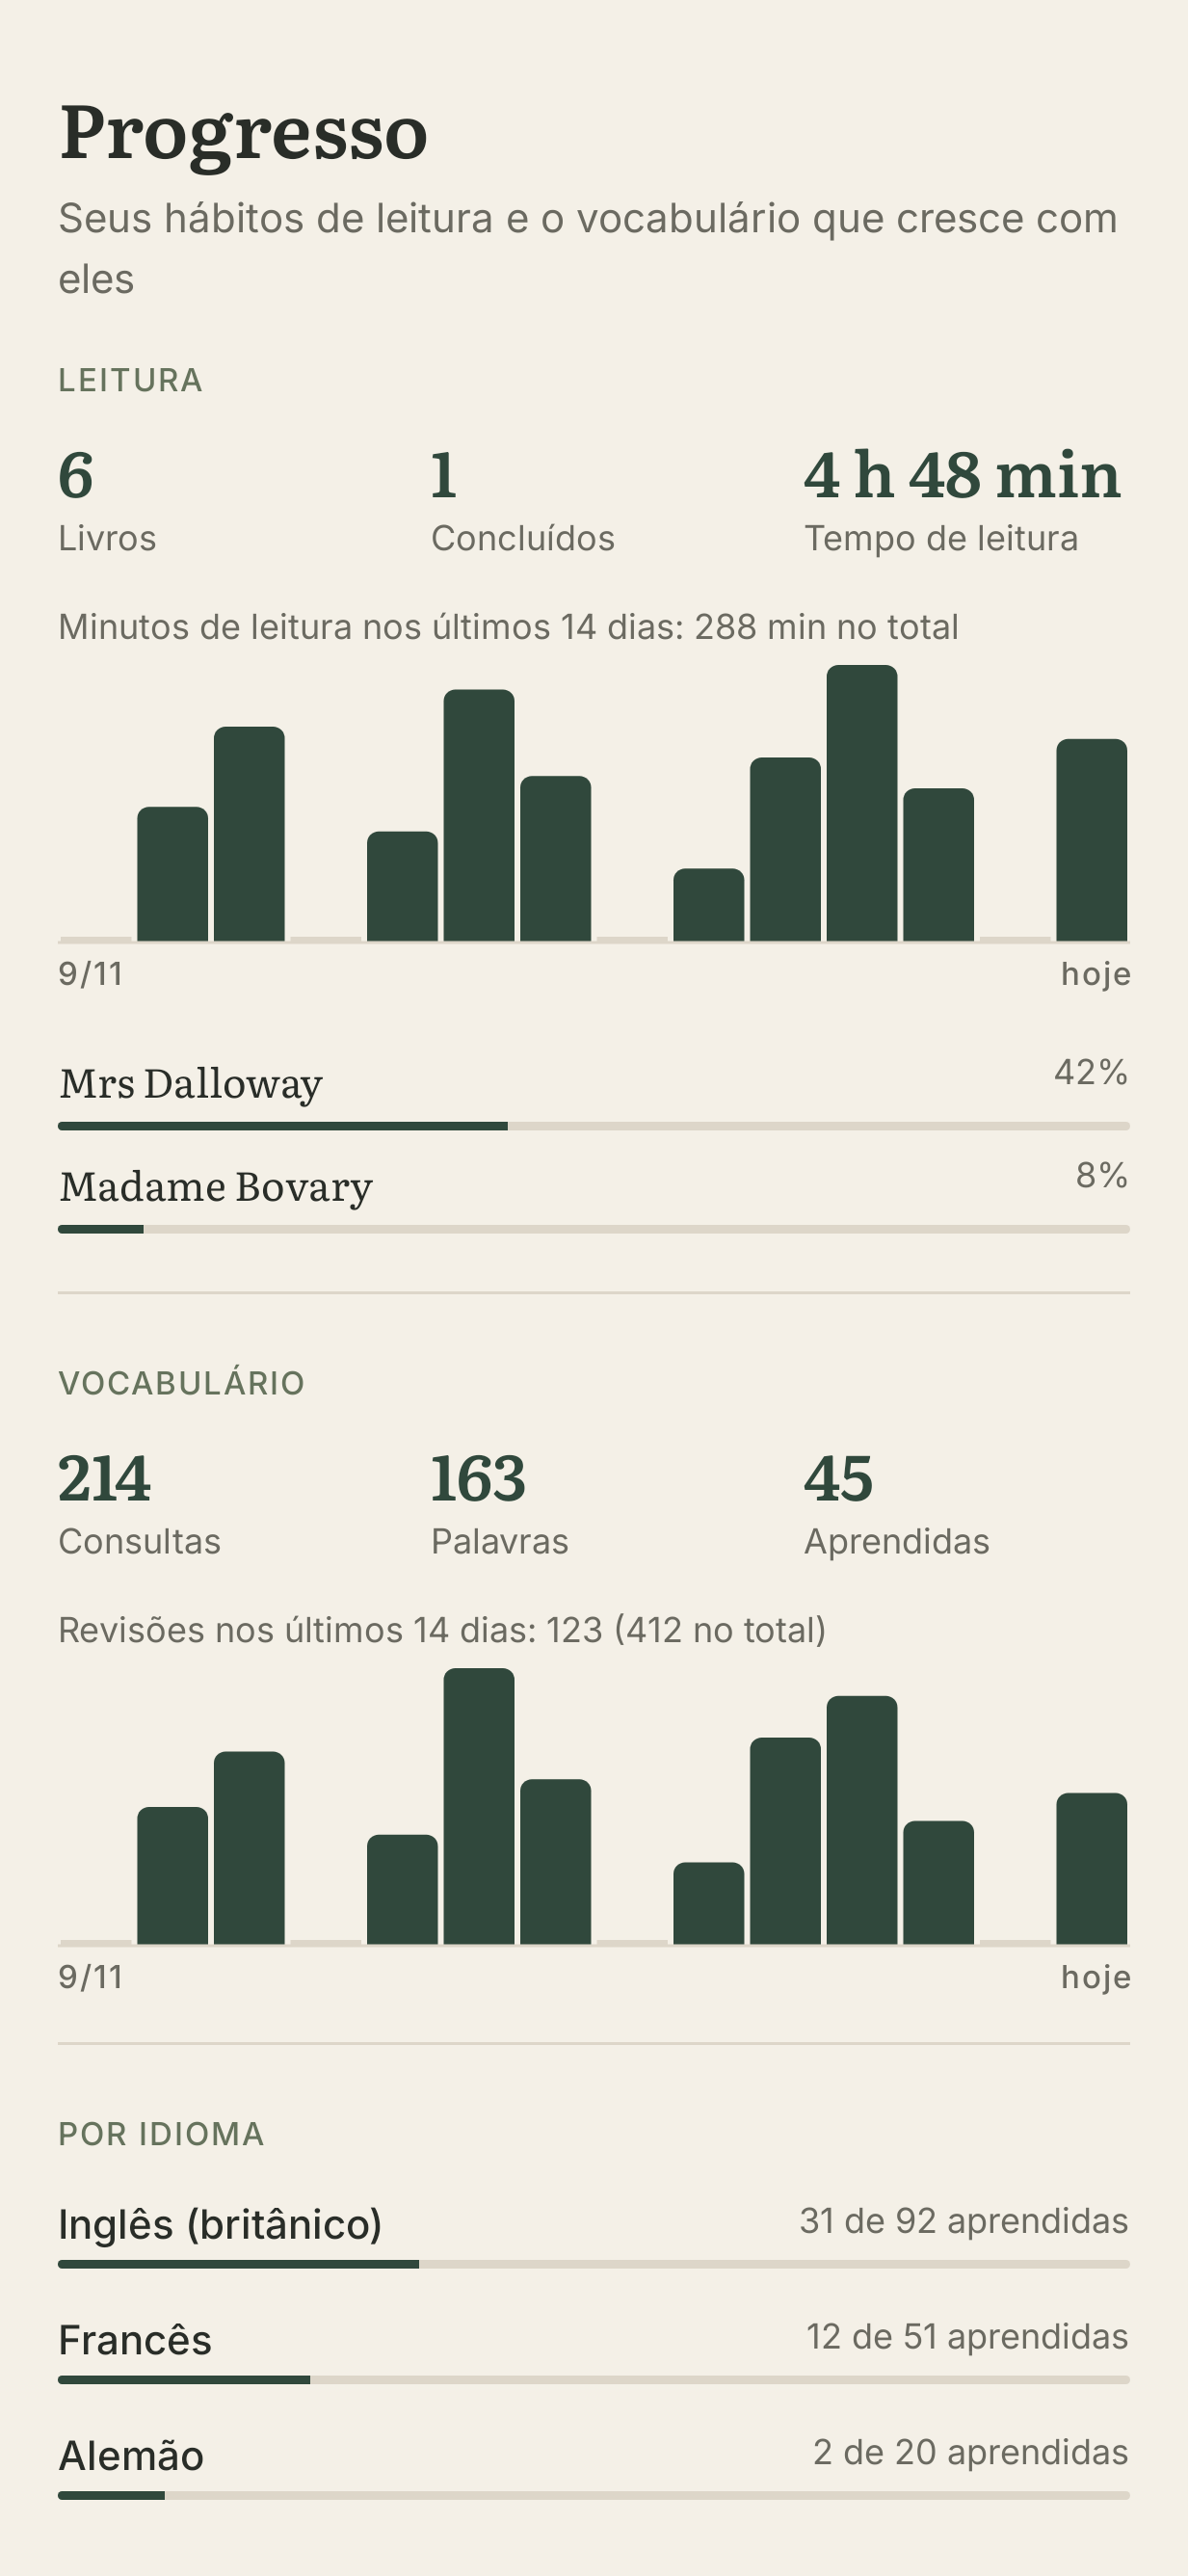 Progresso
Seus hábitos de leitura e o vocabulário que cresce com
eles
LEITURA
6
1
4 h 48 min
Livros
Concluídos
Tempo de leitura
Minutos de leitura nos últimos 14 dias: 288 min no total
9/11
hoje
Mrs Dalloway
42%
Madame Bovary
8%
VOCABULÁRIO
214
163
45
Consultas
Palavras
Aprendidas
Revisões nos últimos 14 dias: 123 (412 no total)
9/11
hoje
POR IDIOMA
Inglês (britânico)
31 de 92 aprendidas
Francês
12 de 51 aprendidas
Alemão
2 de 20 aprendidas